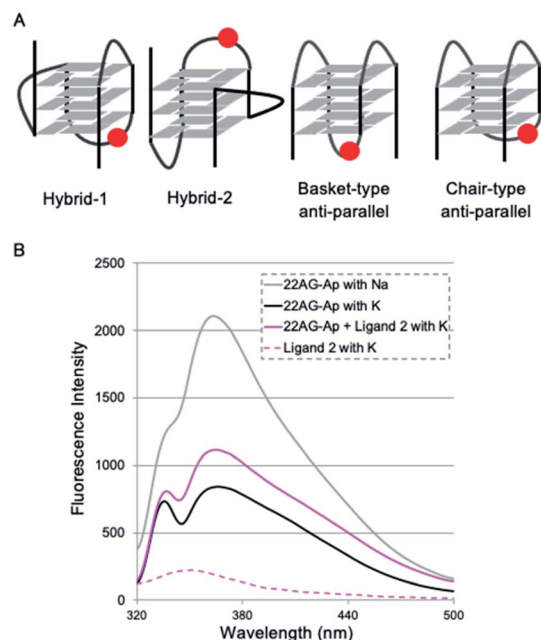 A
Hybrid-1
Hybrid-2
Basket-type
anti-parallel
Chair-type
anti-parallel
B
2500
2000
1500
1000
500
0
Fluorescence Intensity
22AG-Ap with Na
22AG-Ap with K
22AG-Ap + Ligand 2 with K
Ligand 2 with K
320
380
440
500
Wavelength (nm)